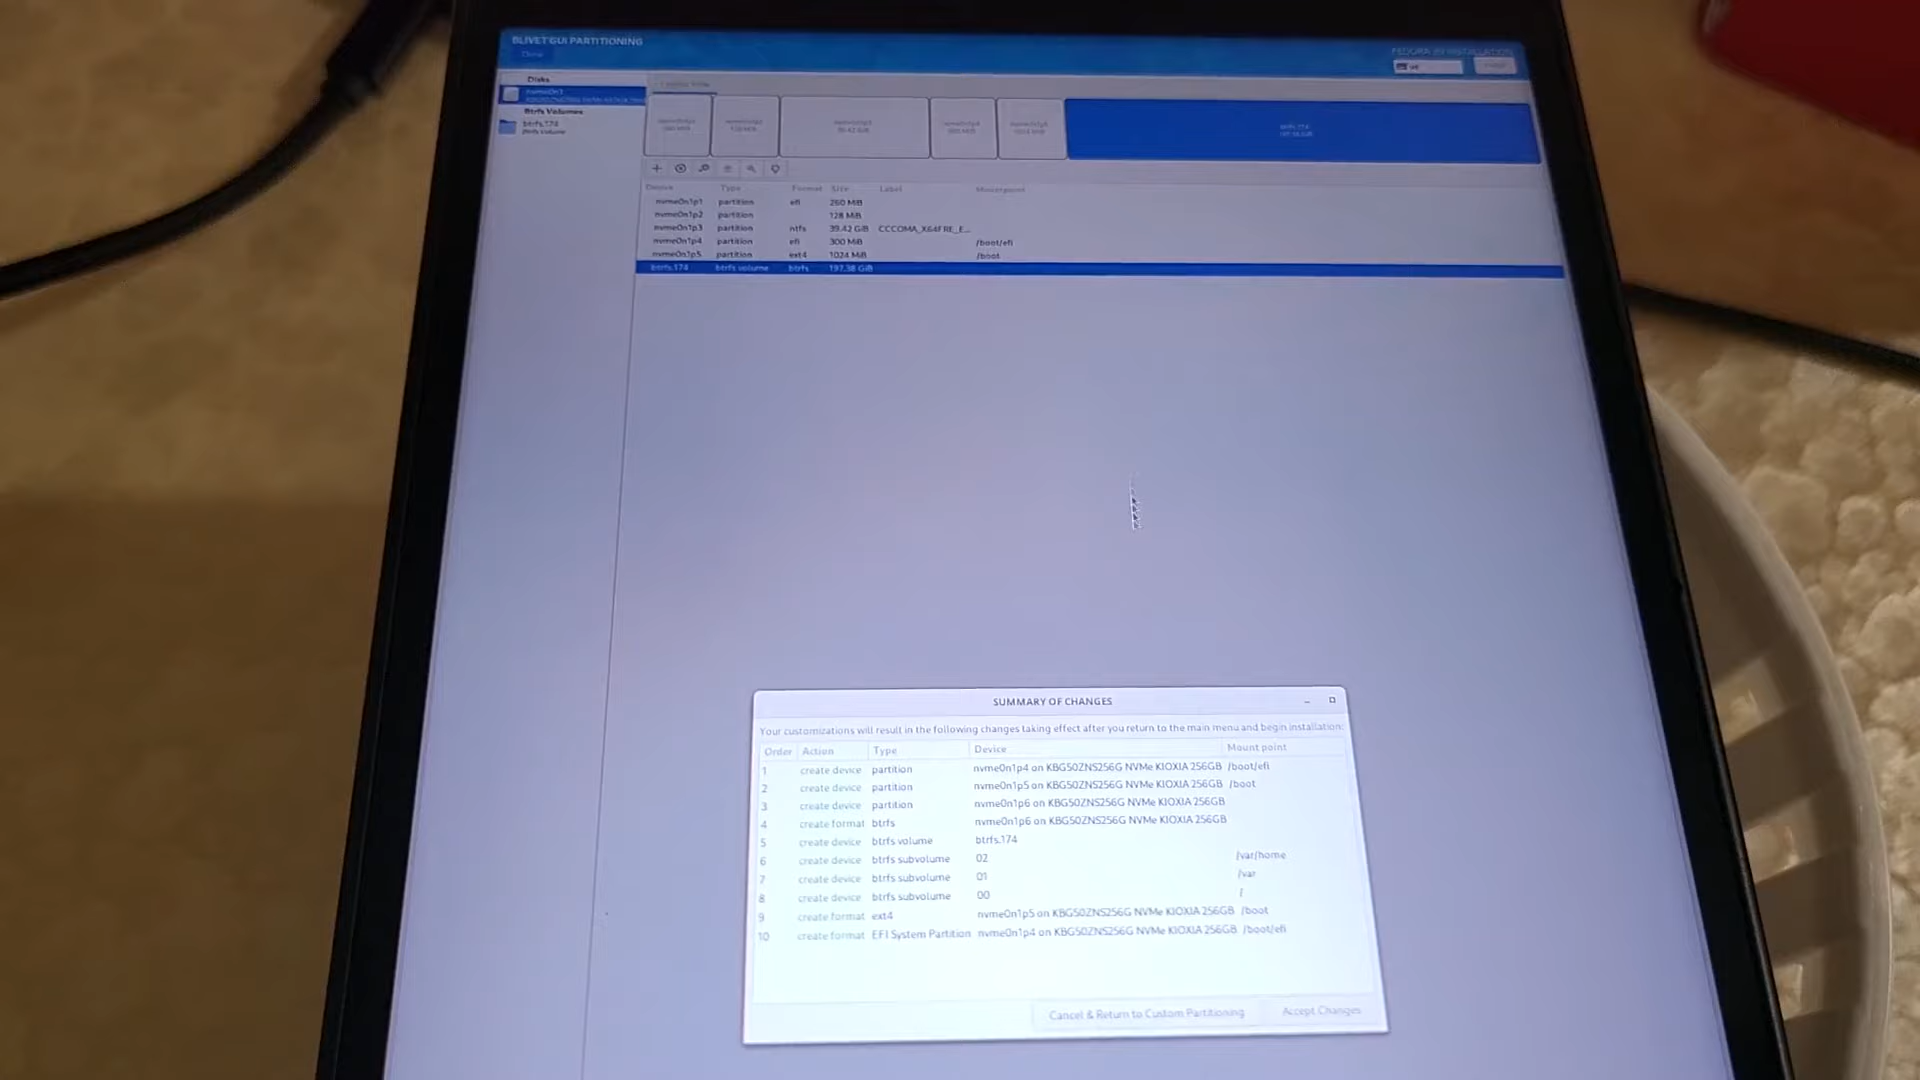 BLIVET GUI PARTITIONING
Done
Disks
nvme0n1
Btrfs Volumes
btrfs.174
Btrfs Volume
Device Type Format Size Label Mountpoint
nvme0n1p1 partition efi 260 MiB
nvme0n1p2 partition 128 MiB
nvme0n1p3 partition ntfs 39.42 GiB CCCOMA_X64FRE_E...
nvme0n1p4 partition efi 300 MiB /boot/efi
nvme0n1p5 partition ext4 1024 MiB /boot
btrfs.174 btrfs volume btrfs 197.38 GiB
SUMMARY OF CHANGES
Your customizations will result in the following changes taking effect after you return to the main menu and begin installation:
Order Action Type Device Mount point
1 create device partition nvme0n1p4 on KBG50ZNS256G NVMe KIOXIA 256GB /boot/efi
2 create device partition nvme0n1p5 on KBG50ZNS256G NVMe KIOXIA 256GB /boot
3 create device partition nvme0n1p6 on KBG50ZNS256G NVMe KIOXIA 256GB
4 create format btrfs nvme0n1p6 on KBG50ZNS256G NVMe KIOXIA 256GB
5 create device btrfs volume btrfs.174
6 create device btrfs subvolume 02 /var/home
7 create device btrfs subvolume 01 /var
8 create device btrfs subvolume 00 /
9 create format ext4 nvme0n1p5 on KBG50ZNS256G NVMe KIOXIA 256GB /boot
10 create format EFI System Partition nvme0n1p4 on KBG50ZNS256G NVMe KIOXIA 256GB /boot/efi
Cancel & Return to Custom Partitioning
Accept Changes